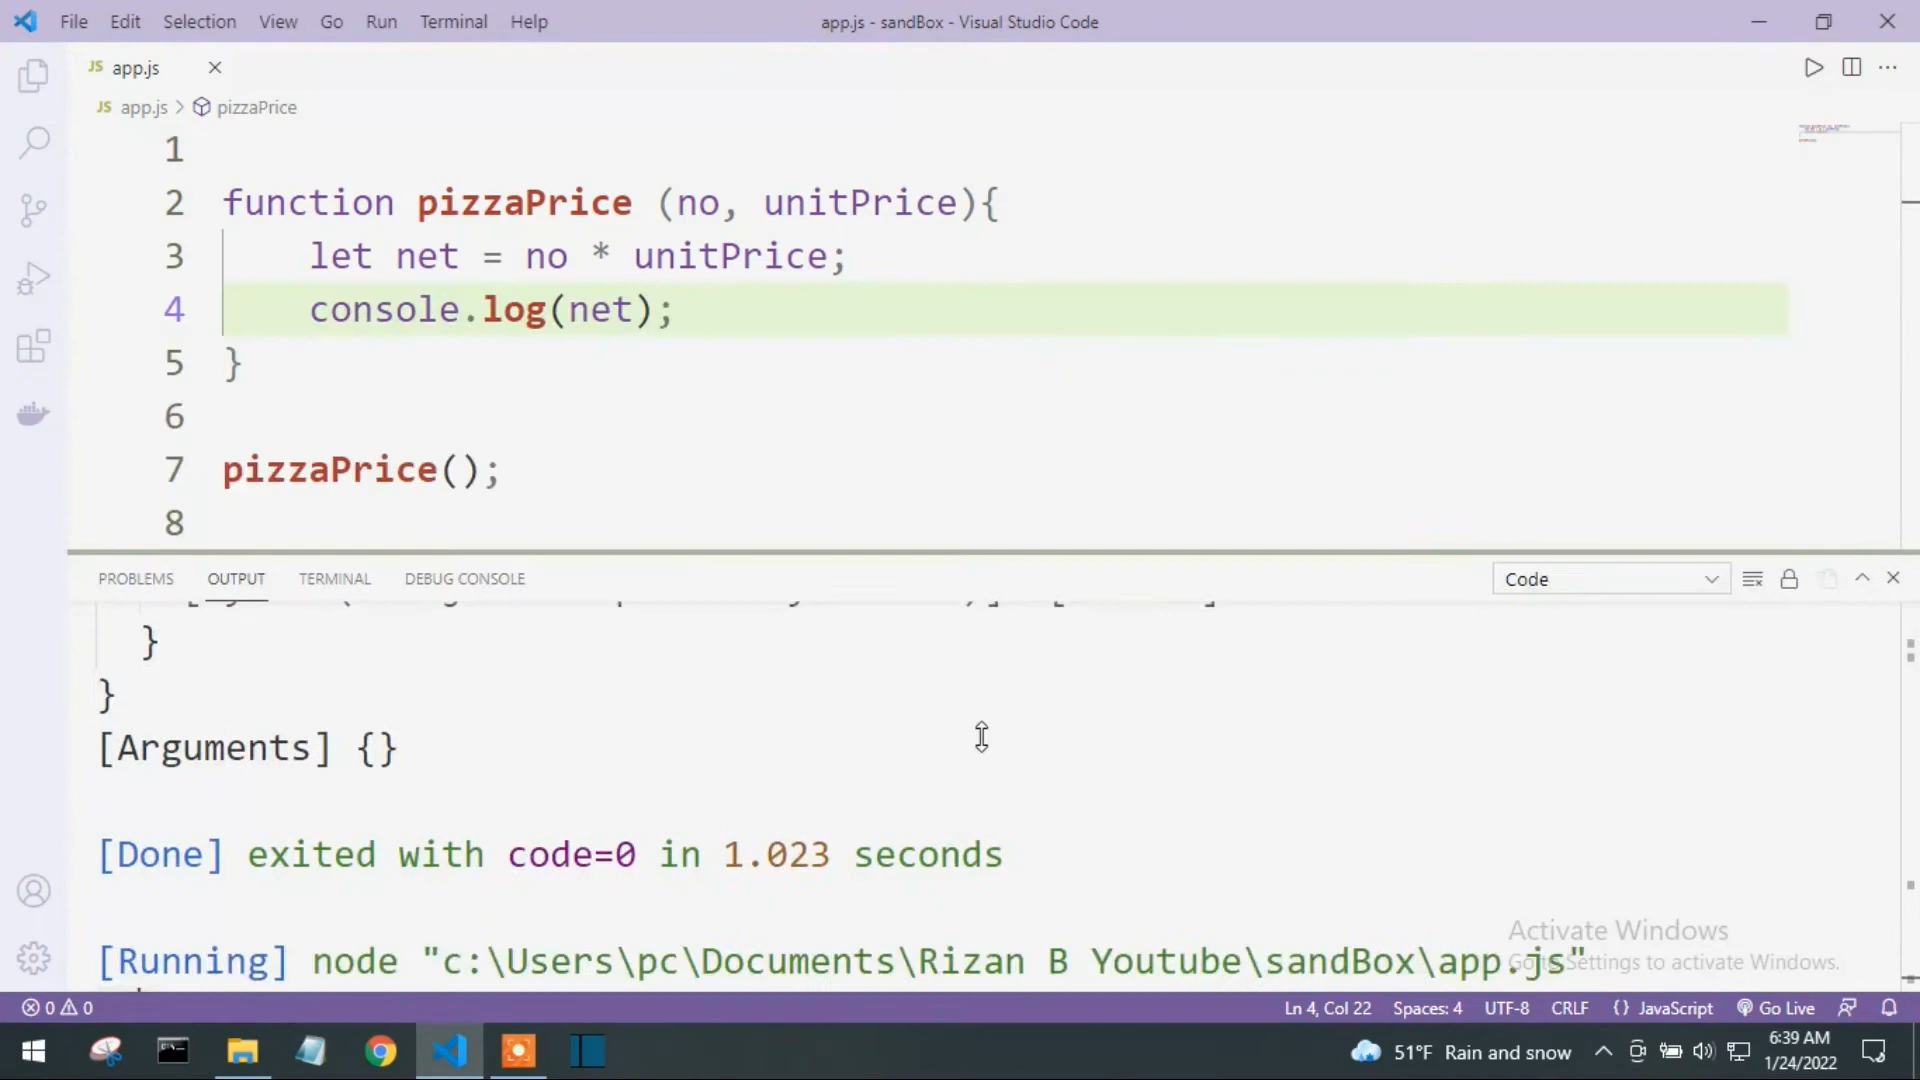 File Edit Selection View Go Run Terminal Help app.js - sandBox - Visual Studio Code
JS app.js
JS app.js > pizzaPrice
1
2 function pizzaPrice (no, unitPrice){
3 let net = no * unitPrice;
4 console.log(net);
5 }
6
7 pizzaPrice();
8
PROBLEMS OUTPUT TERMINAL DEBUG CONSOLE Code
}
}
[Arguments] {}
[Done] exited with code=0 in 1.023 seconds
Activate Windows
[Running] node "c:\Users\pc\Documents\Rizan B Youtube\sandBox\app.js"
Go to Settings to activate Windows.
0 0 Ln 4, Col 22 Spaces: 4 UTF-8 CRLF {} JavaScript Go Live
51°F Rain and snow 6:39 AM
1/24/2022